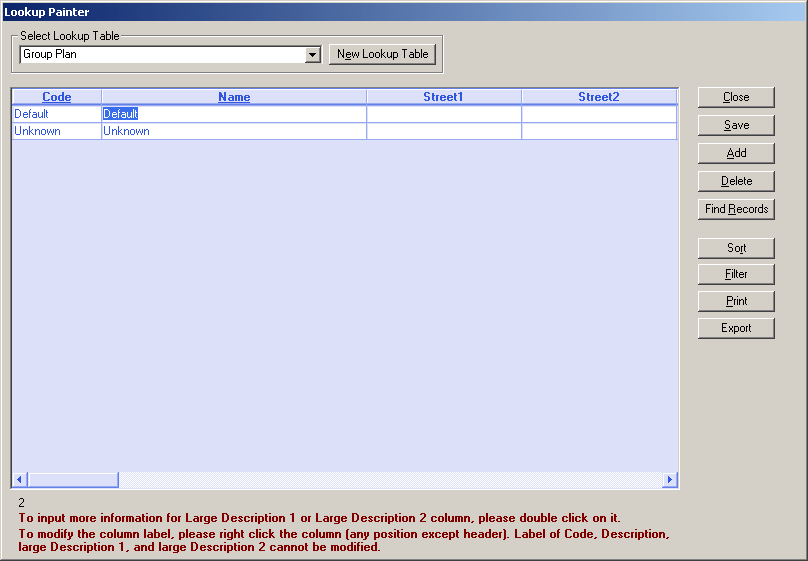 Lookup Painter
Select Lookup Table
Group Plan
New Lookup Table
Code Name Street1 Street2
Default Default
Unknown Unknown
Close
Save
Add
Delete
Find Records
Sort
Filter
Print
Export
2
To input more information for Large Description 1 or Large Description 2 column, please double click on it.
To modify the column label, please right click the column (any position except header). Label of Code, Description,
large Description 1, and large Description 2 cannot be modified.